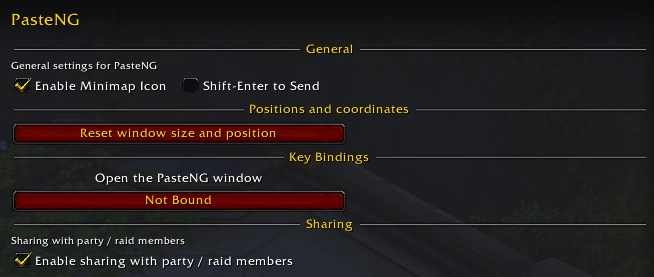 PasteNG
General
General settings for PasteNG
Enable Minimap Icon Shift-Enter to Send
Positions and coordinates
Reset window size and position
Key Bindings
Open the PasteNG window
Not Bound
Sharing
Sharing with party / raid members
Enable sharing with party / raid members